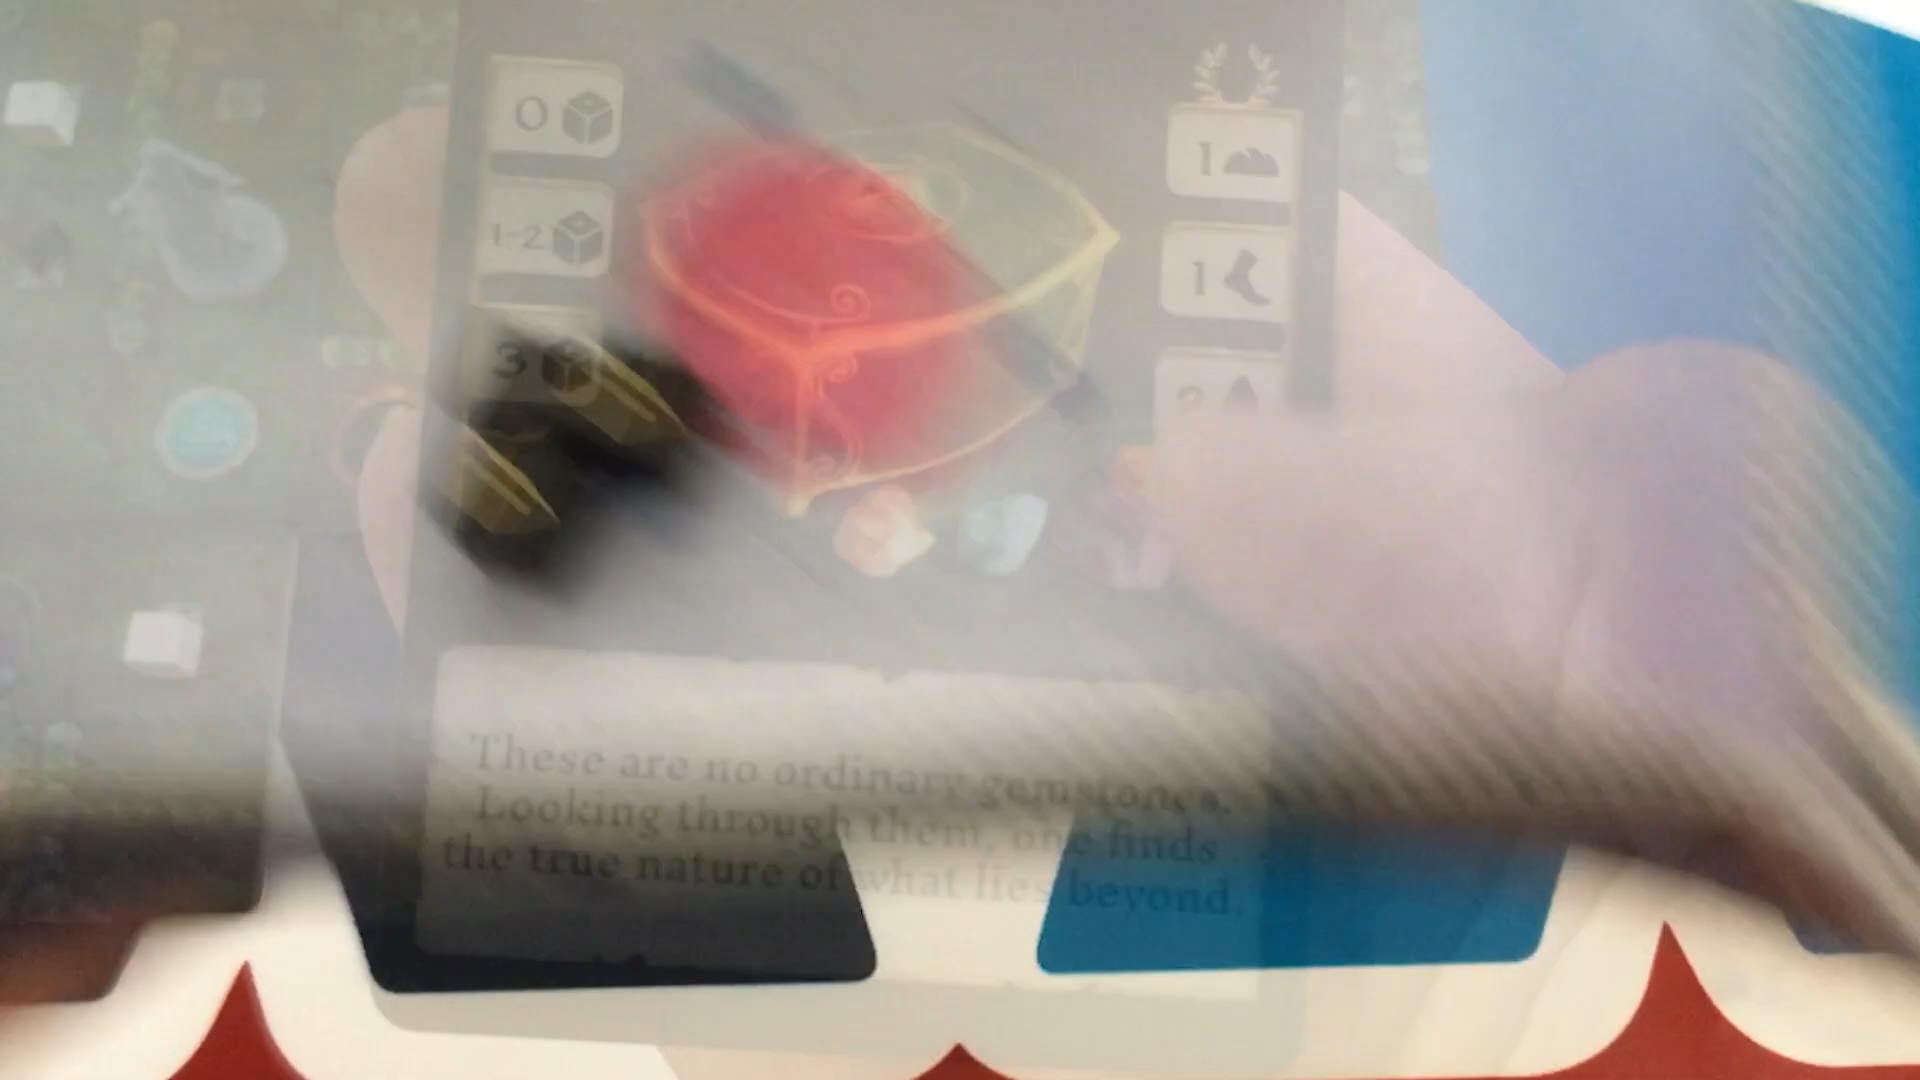 0
1
1-2
1
3
2
These are no ordinary gemstones.
Looking through them, one finds
the true nature of what lies beyond.